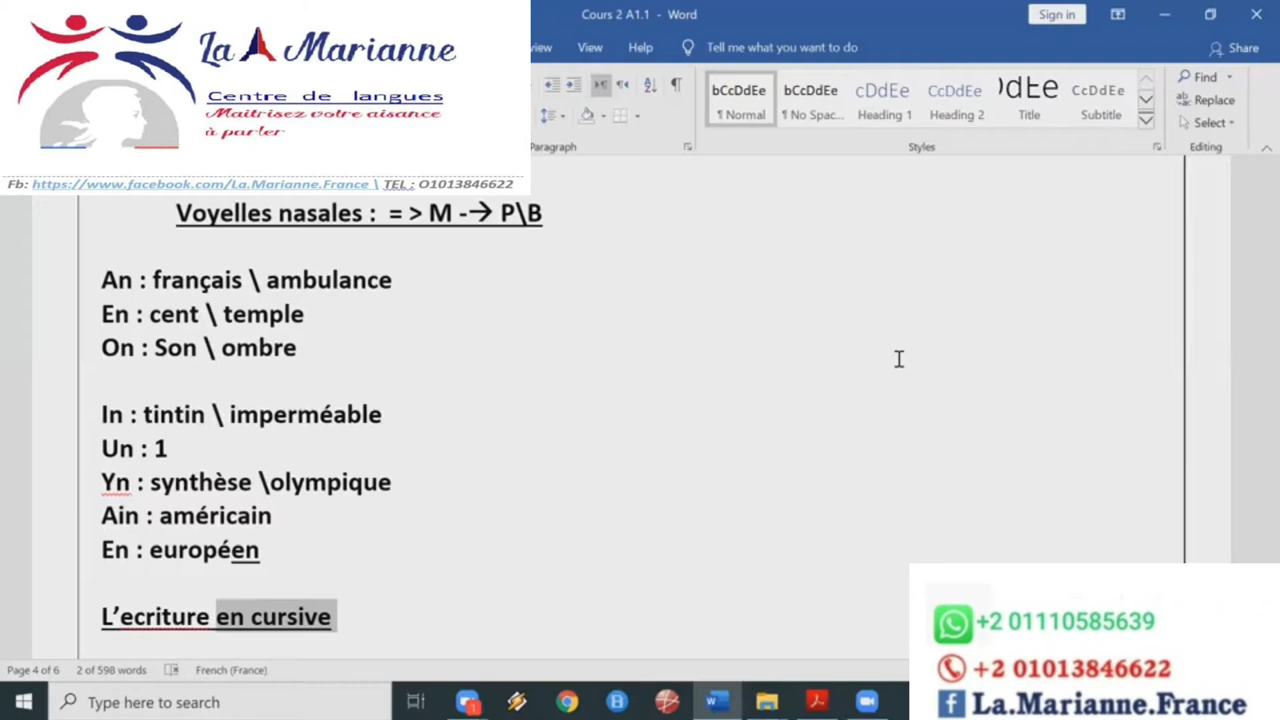 La Marianne
Centre de langues
Maitrisez votre aisance
à parler
Fb: https://www.facebook.com/La.Marianne.France \ TEL : O1013846622
Cours 2 A1.1 - Word
Sign in
View Help Tell me what you want to do
Share
bCcDdEe bCcDdEe cDdEe CcDdEe CcDdEe
¶ Normal ¶ No Spac... Heading 1 Heading 2 Title Subtitle
Find
Replace
Select
Paragraph Styles Editing
Voyelles nasales : = > M -→ P\B
An : français \ ambulance
En : cent \ temple
On : Son \ ombre
In : tintin \ imperméable
Un : 1
Yn : synthèse \olympique
Ain : américain
En : européen
L’ecriture en cursive
Page 4 of 6 2 of 598 words French (France)
Type here to search
+2 01110585639
+2 01013846622
La.Marianne.France